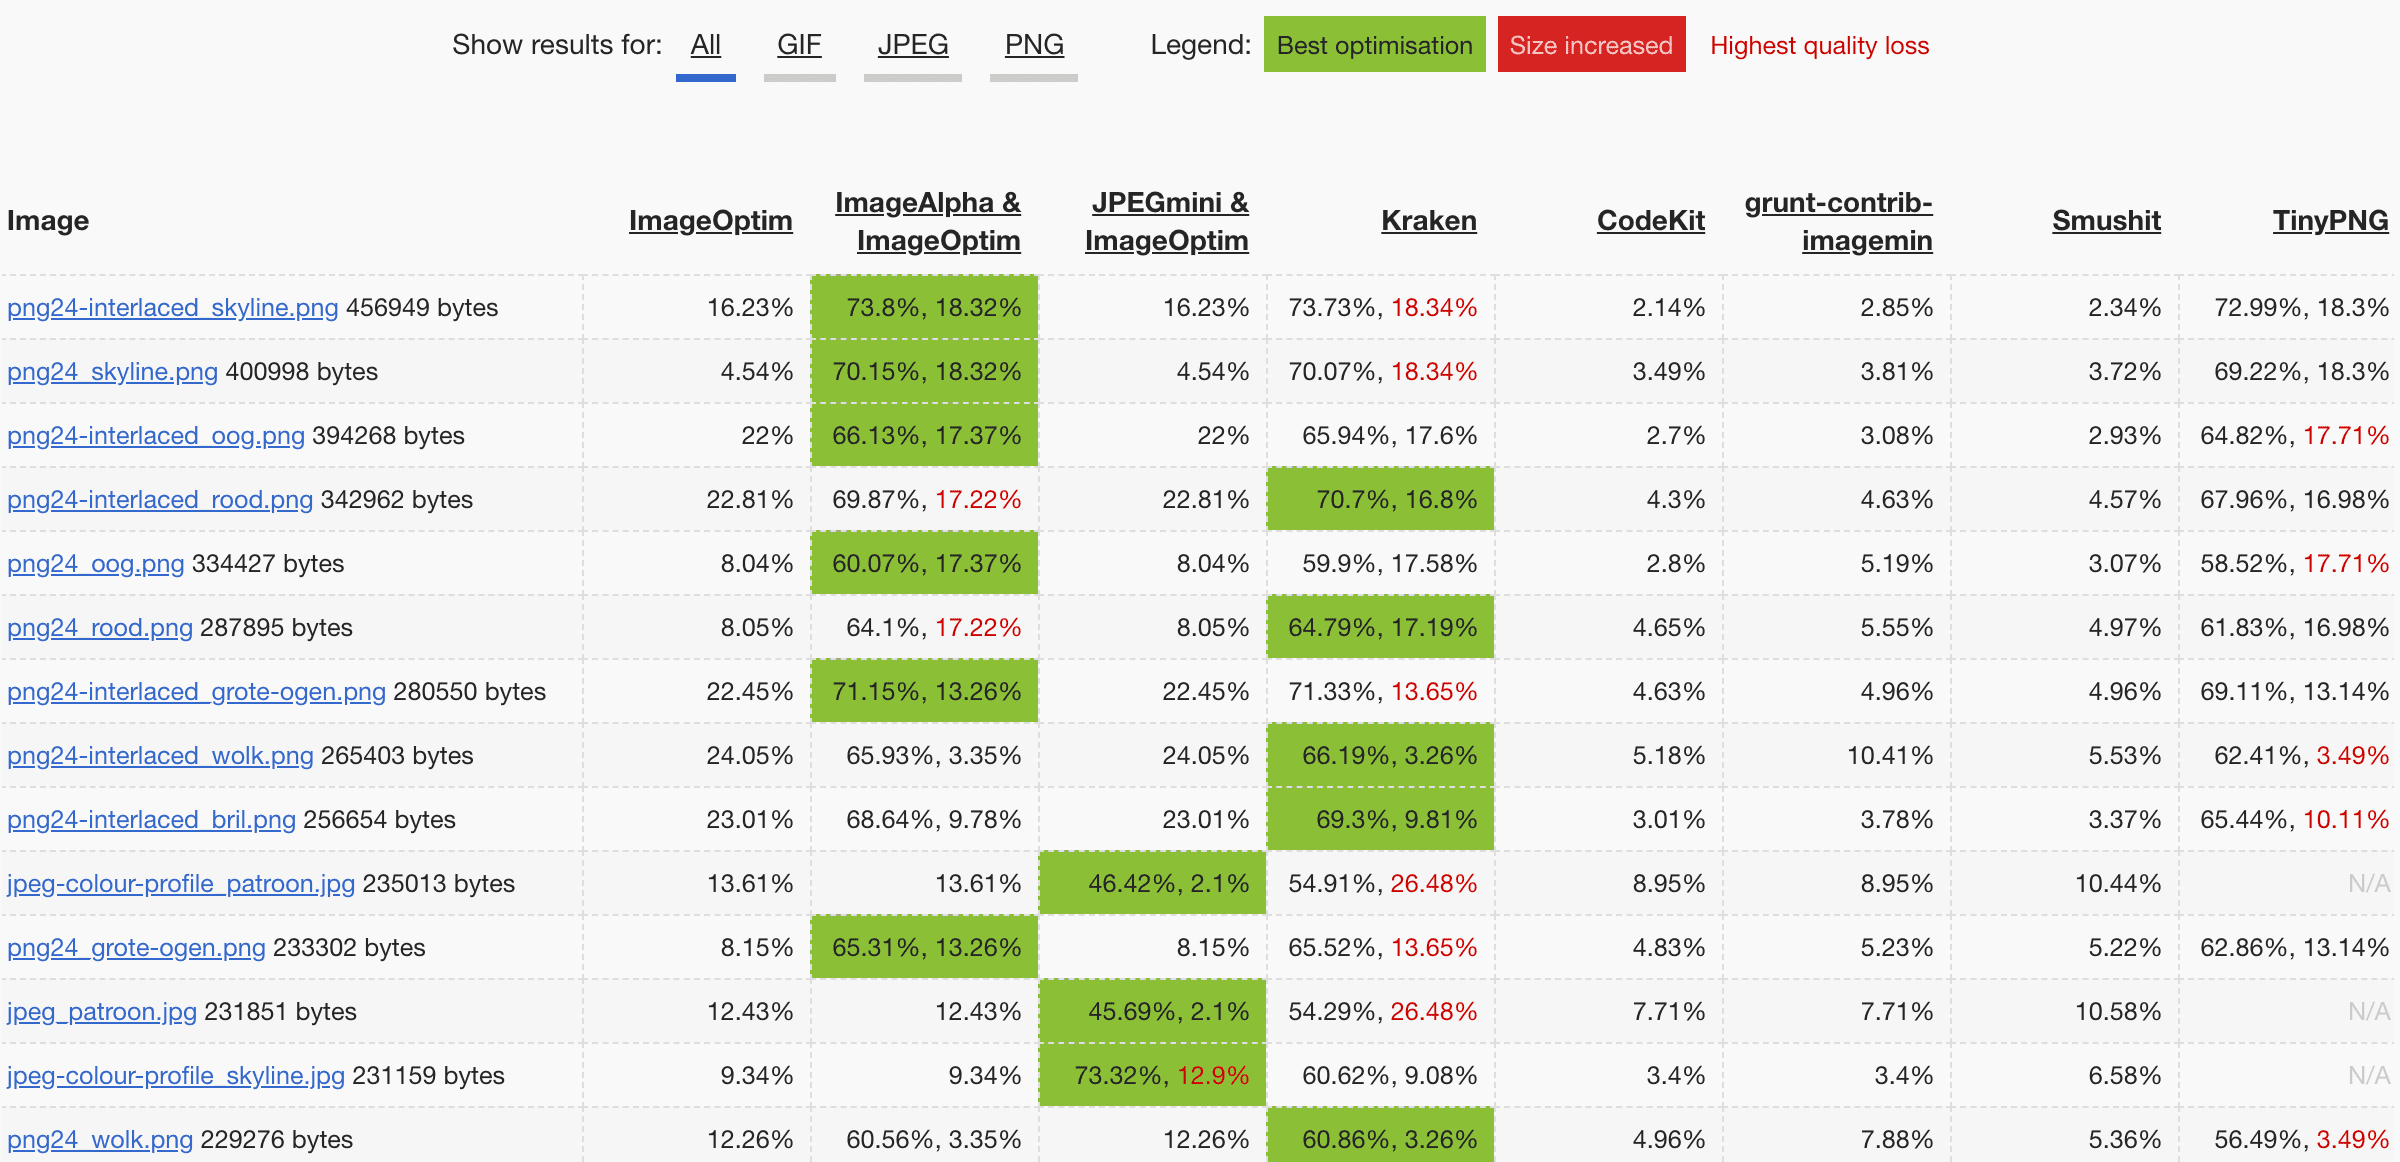 Show results for: All GIF JPEG PNG Legend: Best optimisation Size increased Highest quality loss
Image ImageOptim ImageAlpha & ImageOptim JPEGmini & ImageOptim Kraken CodeKit grunt-contrib-imagemin Smushit TinyPNG
png24-interlaced_skyline.png 456949 bytes 16.23% 73.8%, 18.32% 16.23% 73.73%, 18.34% 2.14% 2.85% 2.34% 72.99%, 18.3%
png24_skyline.png 400998 bytes 4.54% 70.15%, 18.32% 4.54% 70.07%, 18.34% 3.49% 3.81% 3.72% 69.22%, 18.3%
png24-interlaced_oog.png 394268 bytes 22% 66.13%, 17.37% 22% 65.94%, 17.6% 2.7% 3.08% 2.93% 64.82%, 17.71%
png24-interlaced_rood.png 342962 bytes 22.81% 69.87%, 17.22% 22.81% 70.7%, 16.8% 4.3% 4.63% 4.57% 67.96%, 16.98%
png24_oog.png 334427 bytes 8.04% 60.07%, 17.37% 8.04% 59.9%, 17.58% 2.8% 5.19% 3.07% 58.52%, 17.71%
png24_rood.png 287895 bytes 8.05% 64.1%, 17.22% 8.05% 64.79%, 17.19% 4.65% 5.55% 4.97% 61.83%, 16.98%
png24-interlaced_grote-ogen.png 280550 bytes 22.45% 71.15%, 13.26% 22.45% 71.33%, 13.65% 4.63% 4.96% 4.96% 69.11%, 13.14%
png24-interlaced_wolk.png 265403 bytes 24.05% 65.93%, 3.35% 24.05% 66.19%, 3.26% 5.18% 10.41% 5.53% 62.41%, 3.49%
png24-interlaced_bril.png 256654 bytes 23.01% 68.64%, 9.78% 23.01% 69.3%, 9.81% 3.01% 3.78% 3.37% 65.44%, 10.11%
jpeg-colour-profile_patroon.jpg 235013 bytes 13.61% 13.61% 46.42%, 2.1% 54.91%, 26.48% 8.95% 8.95% 10.44% N/A
png24_grote-ogen.png 233302 bytes 8.15% 65.31%, 13.26% 8.15% 65.52%, 13.65% 4.83% 5.23% 5.22% 62.86%, 13.14%
jpeg_patroon.jpg 231851 bytes 12.43% 12.43% 45.69%, 2.1% 54.29%, 26.48% 7.71% 7.71% 10.58% N/A
jpeg-colour-profile_skyline.jpg 231159 bytes 9.34% 9.34% 73.32%, 12.9% 60.62%, 9.08% 3.4% 3.4% 6.58% N/A
png24_wolk.png 229276 bytes 12.26% 60.56%, 3.35% 12.26% 60.86%, 3.26% 4.96% 7.88% 5.36% 56.49%, 3.49%